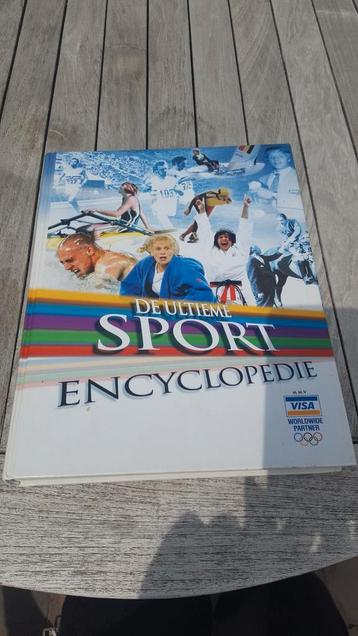 DE ULTIEME
SPORT
ENCYCLOPEDIE
m.m.v.
VISA
WORLDWIDE
PARTNER